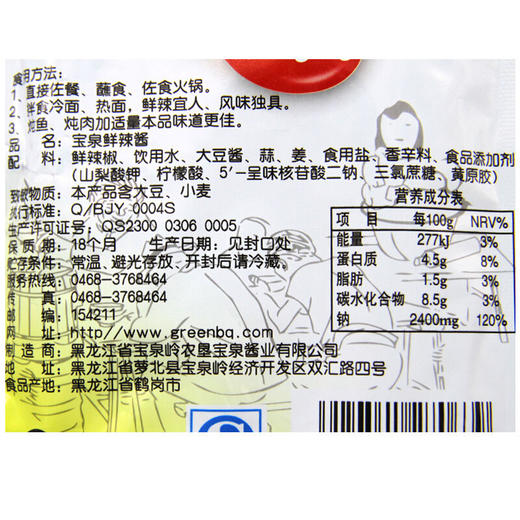 食用方法:
1、直接佐餐、蘸食、佐食火锅。
2、拌食冷面、热面,鲜辣宜人、风味独具。
3、炖鱼、炖肉加适量本品味道更佳。
品 名:宝泉鲜辣酱
配 料:鲜辣椒、饮用水、大豆酱、蒜、姜、食用盐、香辛料、食品添加剂
(山梨酸钾、柠檬酸、5'-呈味核苷酸二钠、三氯蔗糖、黄原胶)
致敏物质:本产品含大豆、小麦
执行标准:Q/BJY 0004S
生产许可证号:QS2300 0306 0005
保 质 期:18个月 生产日期:见封口处
贮存条件:常温、避光存放、开封后请冷藏。
服务热线:0468-3768464
传 真:0468-3768464
邮 编:154211
网 址:http://www.greenbq.com
制 造 商:黑龙江省宝泉岭农垦宝泉酱业有限公司
地 址:黑龙江省萝北县宝泉岭经济开发区双汇路四号
食品产地:黑龙江省鹤岗市
营养成分表
项 目 每100g NRV%
能量 277kj 3%
蛋白质 4.5g 8%
脂肪 1.5g 3%
碳水化合物 8.5g 3%
钠 2400mg 120%